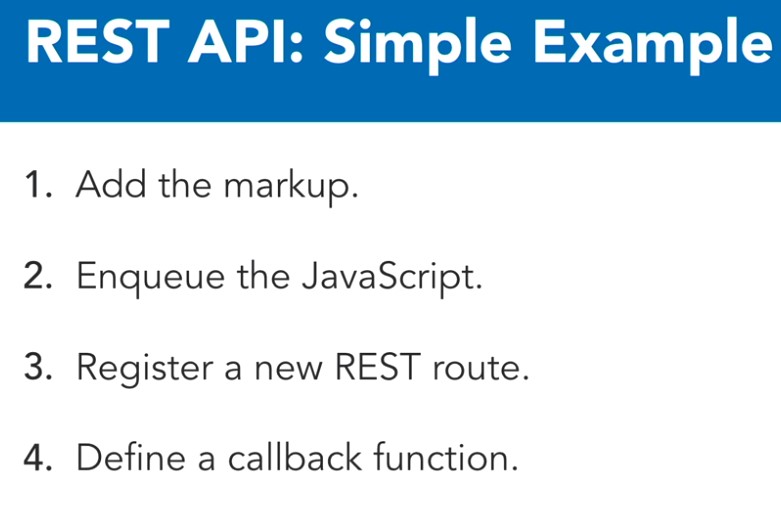 REST API: Simple Example
1. Add the markup.
2. Enqueue the JavaScript.
3. Register a new REST route.
4. Define a callback function.